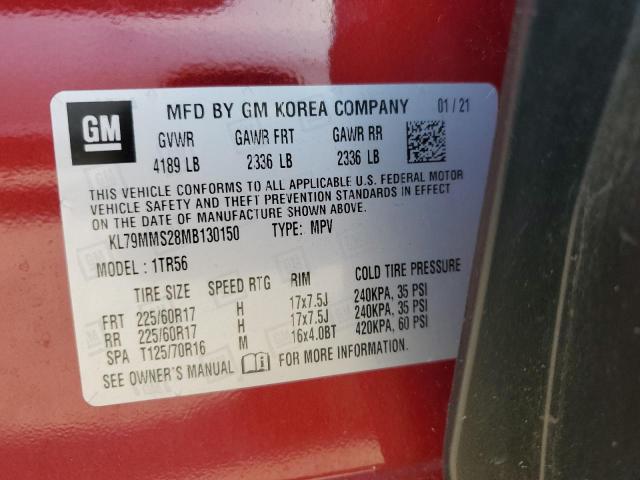 GM
MFD BY GM KOREA COMPANY 01/21
GVWR GAWR FRT GAWR RR
4189 LB 2336 LB 2336 LB
THIS VEHICLE CONFORMS TO ALL APPLICABLE U.S. FEDERAL MOTOR
VEHICLE SAFETY AND THEFT PREVENTION STANDARDS IN EFFECT
ON THE DATE OF MANUFACTURE SHOWN ABOVE.
KL79MMS28MB130150 TYPE: MPV
MODEL : 1TR56
TIRE SIZE SPEED RTG RIM COLD TIRE PRESSURE
FRT 225/60R17 H 17x7.5J 240KPA, 35 PSI
RR 225/60R17 H 17x7.5J 240KPA, 35 PSI
SPA T125/70R16 M 16x4.0BT 420KPA, 60 PSI
SEE OWNER'S MANUAL FOR MORE INFORMATION.